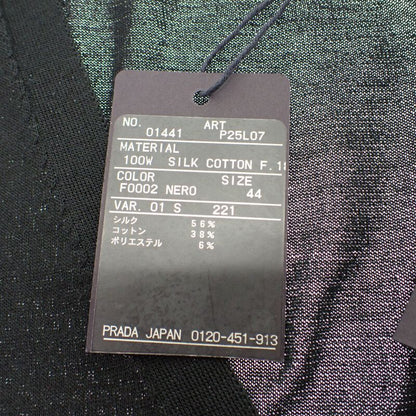 NO. ART
01441 P25L07
MATERIAL
100W SILK COTTON F.1
COLOR SIZE
F0002 NERO 44
VAR. 01 S 221
シルク 56%
コットン 38%
ポリエステル 6%
PRADA JAPAN 0120-451-913